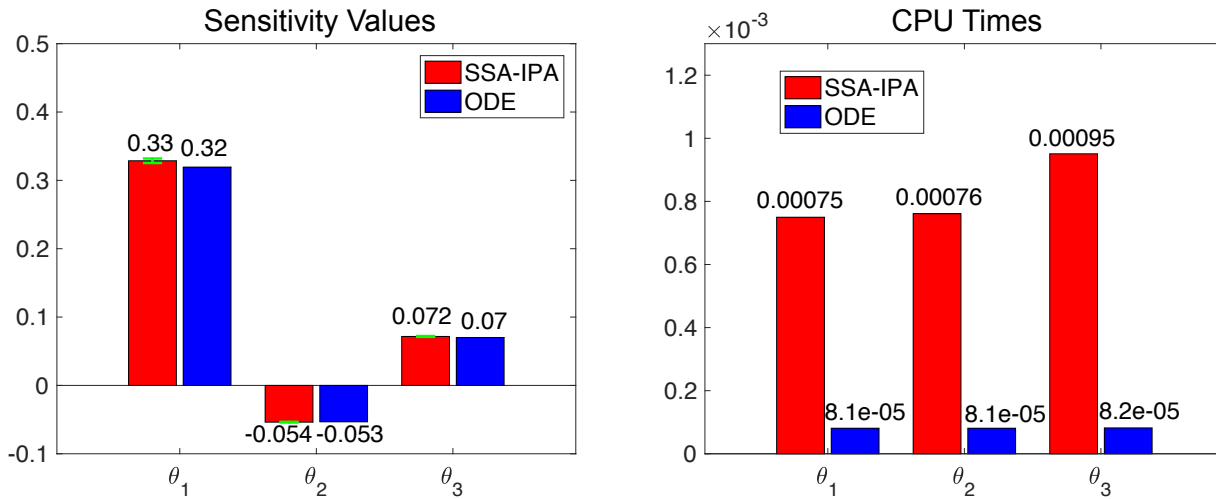 Sensitivity Values
0.5
0.4
0.3
0.2
0.1
0
-0.1
SSA-IPA
ODE
0.33
0.32
-0.054
-0.053
0.072
0.07
θ1
θ2
θ3
CPU Times
×10^-3
1.2
1
0.8
0.6
0.4
0.2
0
SSA-IPA
ODE
0.00075
8.1e-05
0.00076
8.1e-05
0.00095
8.2e-05
θ1
θ2
θ3